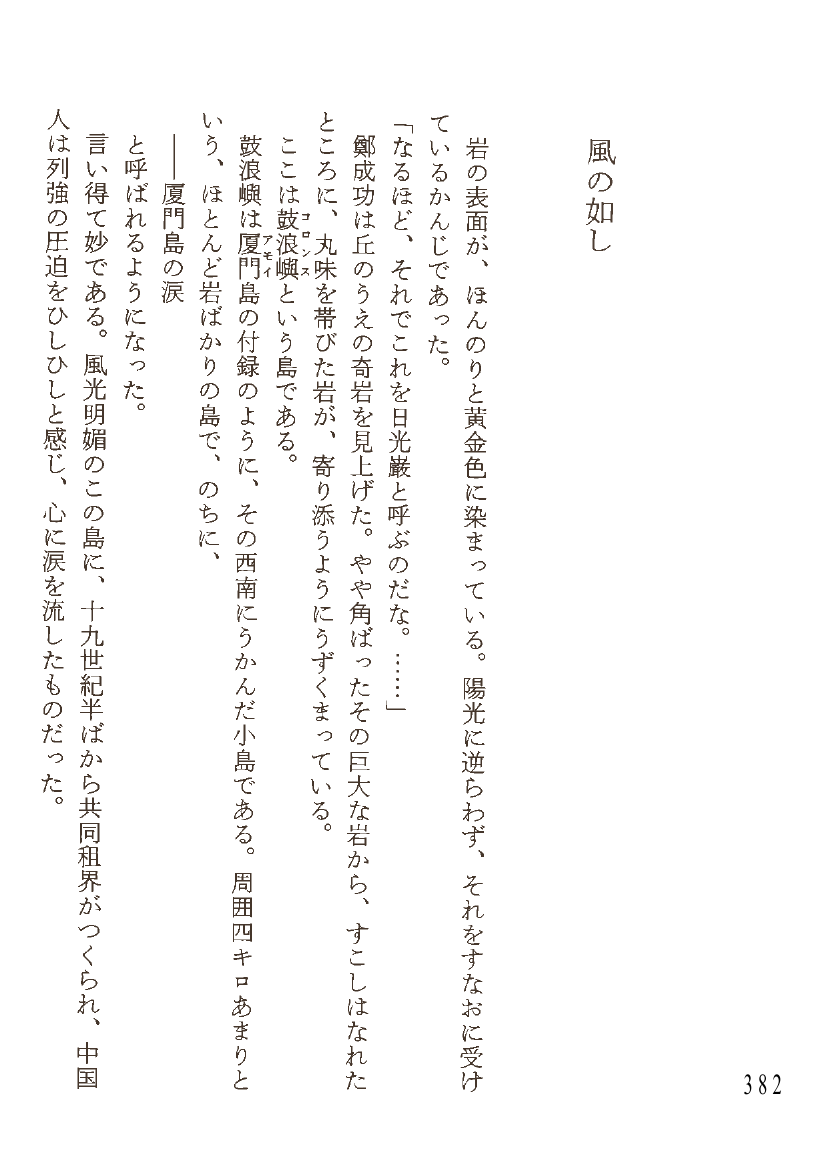 風の如し
岩の表面が、ほんのりと黄金色に染まっている。陽光に逆らわず、それをすなおに受け
ているかんじであった。
「なるほど、それでこれを日光巌と呼ぶのだな。……」
鄭成功は丘のうえの奇岩を見上げた。やや角ばったその巨大な岩から、すこしはなれた
ところに、丸味を帯びた岩が、寄り添うようにうずくまっている。
コロンス
ここは鼓浪嶼という島である。
アモイ
鼓浪嶼は厦門島の付録のように、その西南にうかんだ小島である。周囲四キロあまりと
いう、ほとんど岩ばかりの島で、のちに、
――厦門島の涙
と呼ばれるようになった。
言い得て妙である。風光明媚のこの島に、十九世紀半ばから共同租界がつくられ、中国
人は列強の圧迫をひしひしと感じ、心に涙を流したものだった。
382